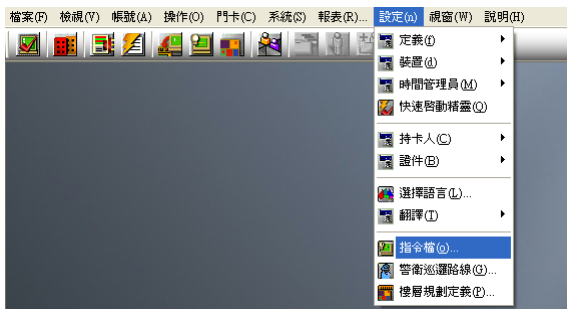 檔案(F) 檢視(V) 帳號(A) 操作(O) 門卡(C) 系統(S) 報表(R)... 設定(n) 視窗(W) 說明(H)
定義(f)
裝置(d)
時間管理員(M)
快速啓動精靈(Q)
持卡人(C)
證件(B)
選擇語言(L)...
翻譯(T)
指令檔(o)...
警衛巡邏路線(G)...
樓層規劃定義(P)...